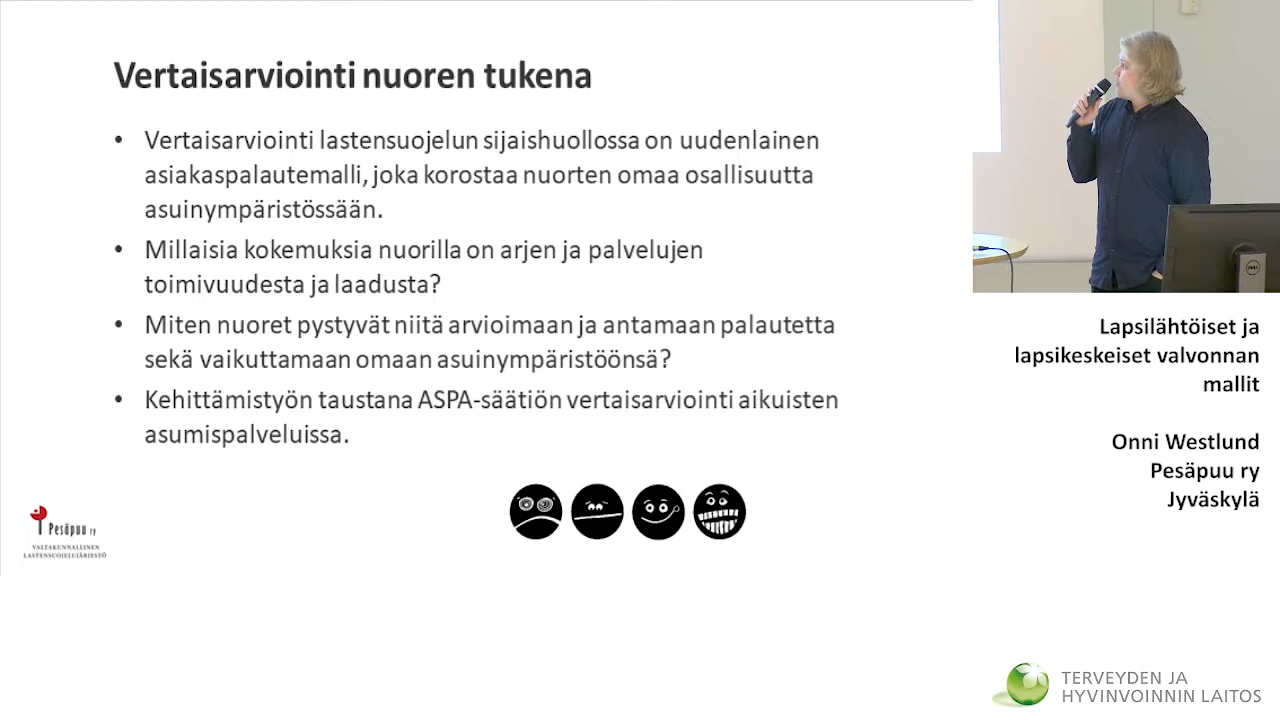 Vertaisarviointi nuoren tukena
• Vertaisarviointi lastensuojelun sijaishuollossa on uudenlainen
asiakaspalautemalli, joka korostaa nuorten omaa osallisuutta
asuinympäristössään.
• Millaisia kokemuksia nuorilla on arjen ja palvelujen
toimivuudesta ja laadusta?
• Miten nuoret pystyvät niitä arvioimaan ja antamaan palautetta
sekä vaikuttamaan omaan asuinympäristöönsä?
• Kehittämistyön taustana ASPA-säätiön vertaisarviointi aikuisten
asumispalveluissa.
Pesäpuu ry
VALTAKUNNALLINEN
LASTENSUOJELUJÄRJESTÖ
DELL
Lapsilähtöiset ja
lapsikeskeiset valvonnan
mallit
Onni Westlund
Pesäpuu ry
Jyväskylä
TERVEYDEN JA
HYVINVOINNIN LAITOS